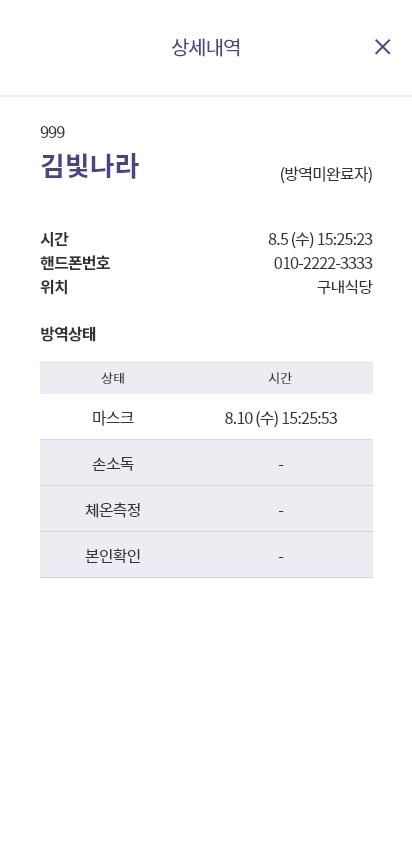 상세내역
999
김빛나라 (방역미완료자)
시간 8.5 (수) 15:25:23
핸드폰번호 010-2222-3333
위치 구내식당
방역상태
상태 시간
마스크 8.10 (수) 15:25:53
손소독 -
체온측정 -
본인확인 -